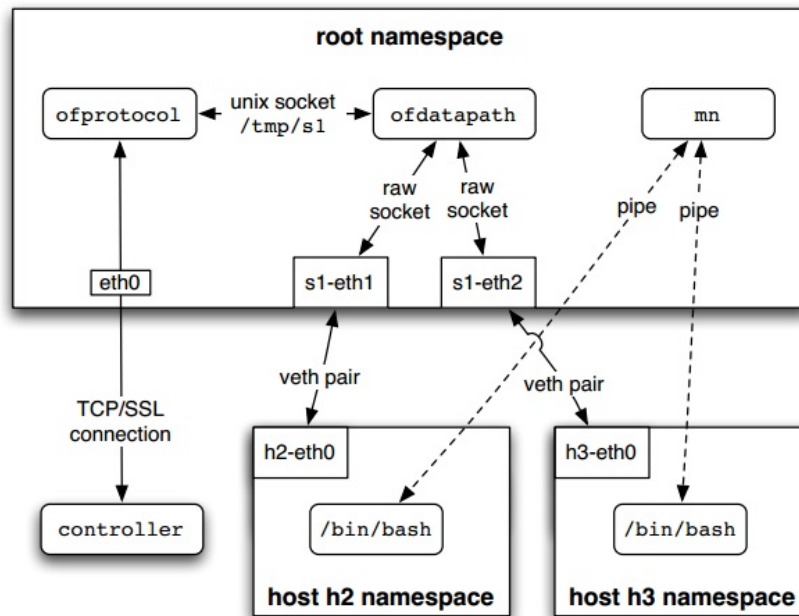 root namespace
ofprotocol
unix socket
/tmp/s1
ofdatapath
mn
raw
socket
raw
socket
pipe
pipe
eth0
s1-eth1
s1-eth2
veth pair
veth pair
TCP/SSL
connection
h2-eth0
h3-eth0
controller
/bin/bash
/bin/bash
host h2 namespace
host h3 namespace